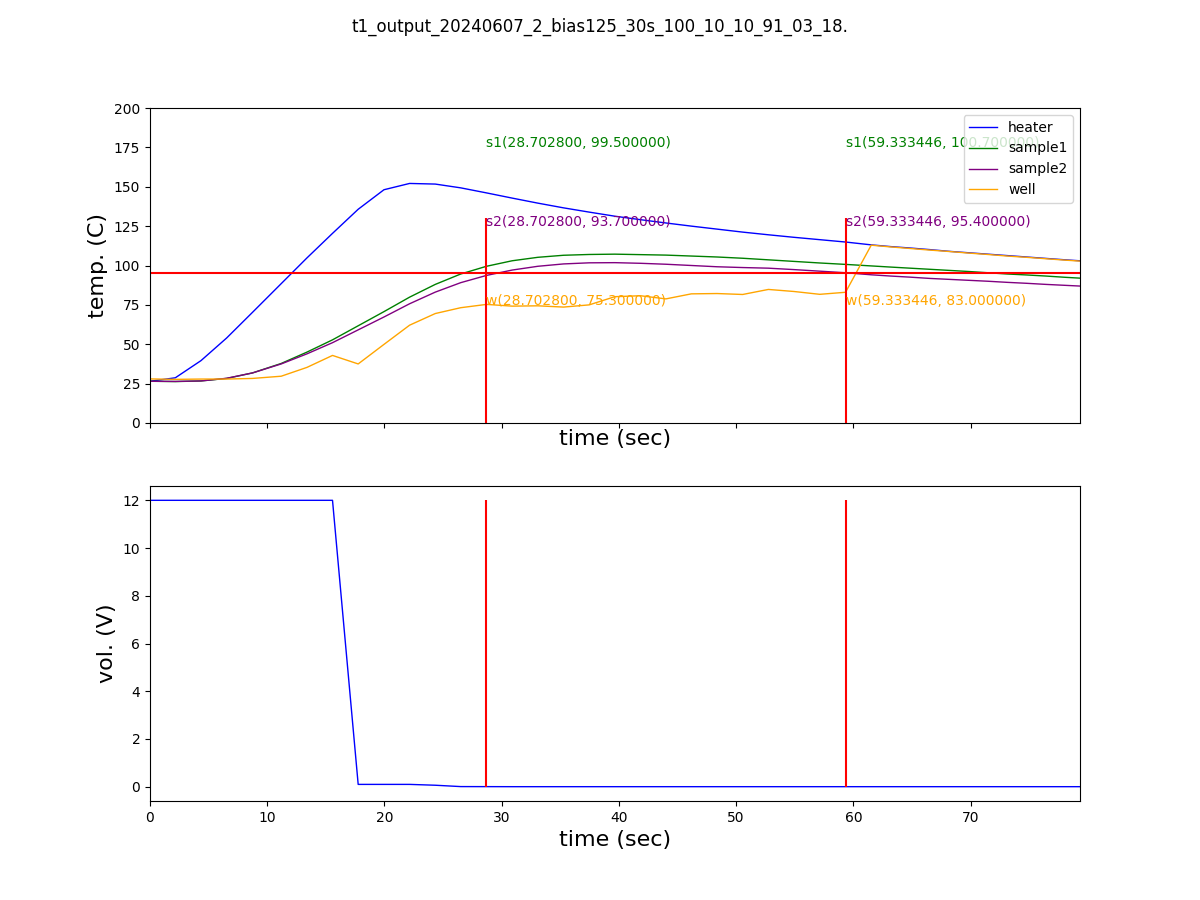 t1_output_20240607_2_bias125_30s_100_10_10_91_03_18.
200
175
150
125
100
75
50
25
0
temp. (C)
s1(28.702800, 99.500000)
s1(59.333446, 100.700000)
s2(28.702800, 93.700000)
s2(59.333446, 95.400000)
w(28.702800, 75.300000)
w(59.333446, 83.000000)
heater
sample1
sample2
well
time (sec)
12
10
8
6
4
2
0
vol. (V)
0 10 20 30 40 50 60 70
time (sec)